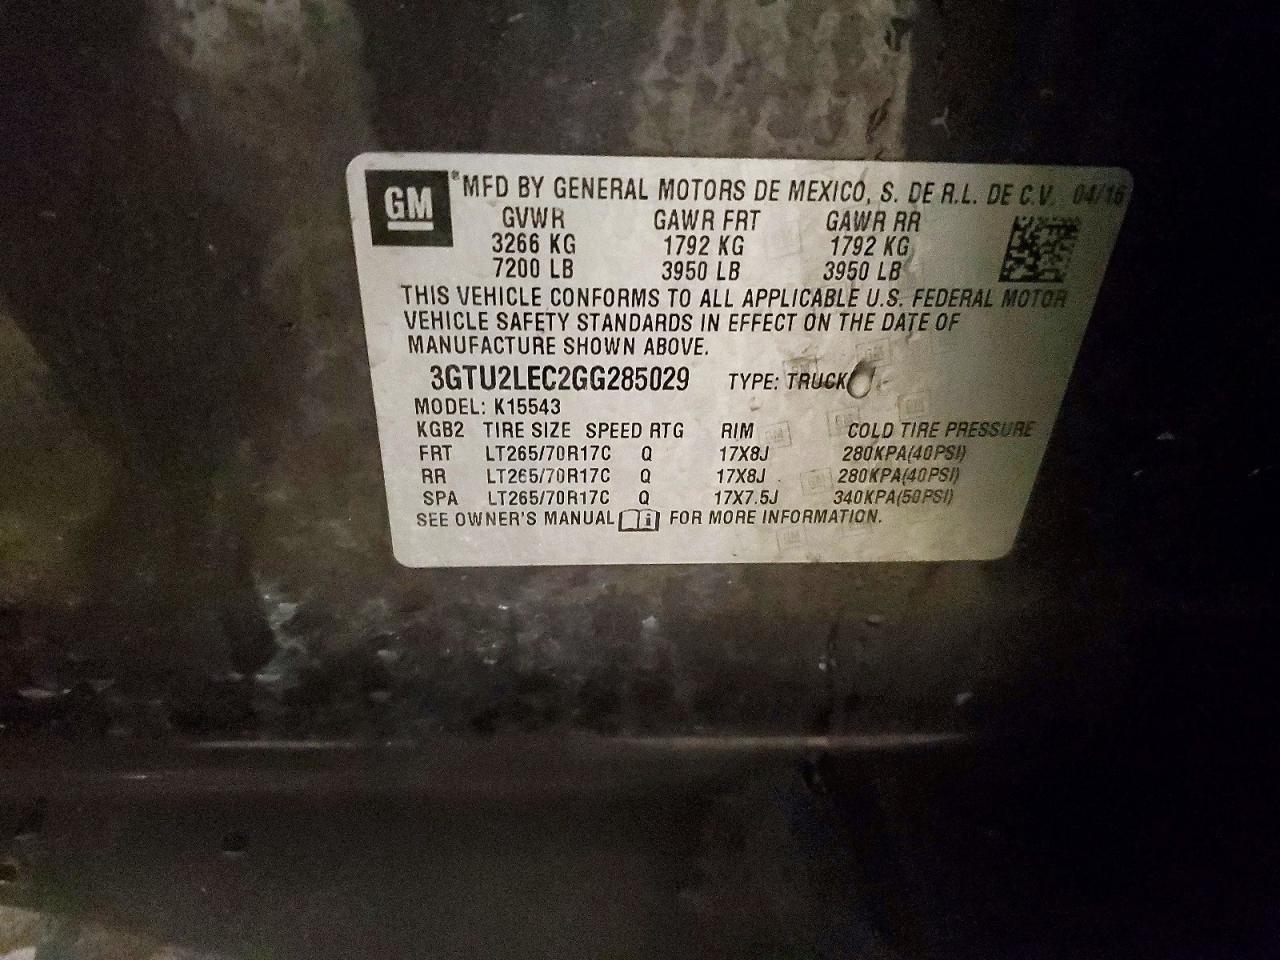 GM ® MFD BY GENERAL MOTORS DE MEXICO, S. DE R.L. DE C.V. 04/16
GVWR GAWR FRT GAWR RR
3266 KG 1792 KG 1792 KG
7200 LB 3950 LB 3950 LB
THIS VEHICLE CONFORMS TO ALL APPLICABLE U.S. FEDERAL MOTOR
VEHICLE SAFETY STANDARDS IN EFFECT ON THE DATE OF
MANUFACTURE SHOWN ABOVE.
3GTU2LEC2GG285029 TYPE: TRUCK
MODEL: K15543
KGB2 TIRE SIZE SPEED RTG RIM COLD TIRE PRESSURE
FRT LT265/70R17C Q 17X8J 280KPA(40PSI)
RR LT265/70R17C Q 17X8J 280KPA(40PSI)
SPA LT265/70R17C Q 17X7.5J 340KPA(50PSI)
SEE OWNER'S MANUAL i FOR MORE INFORMATION.